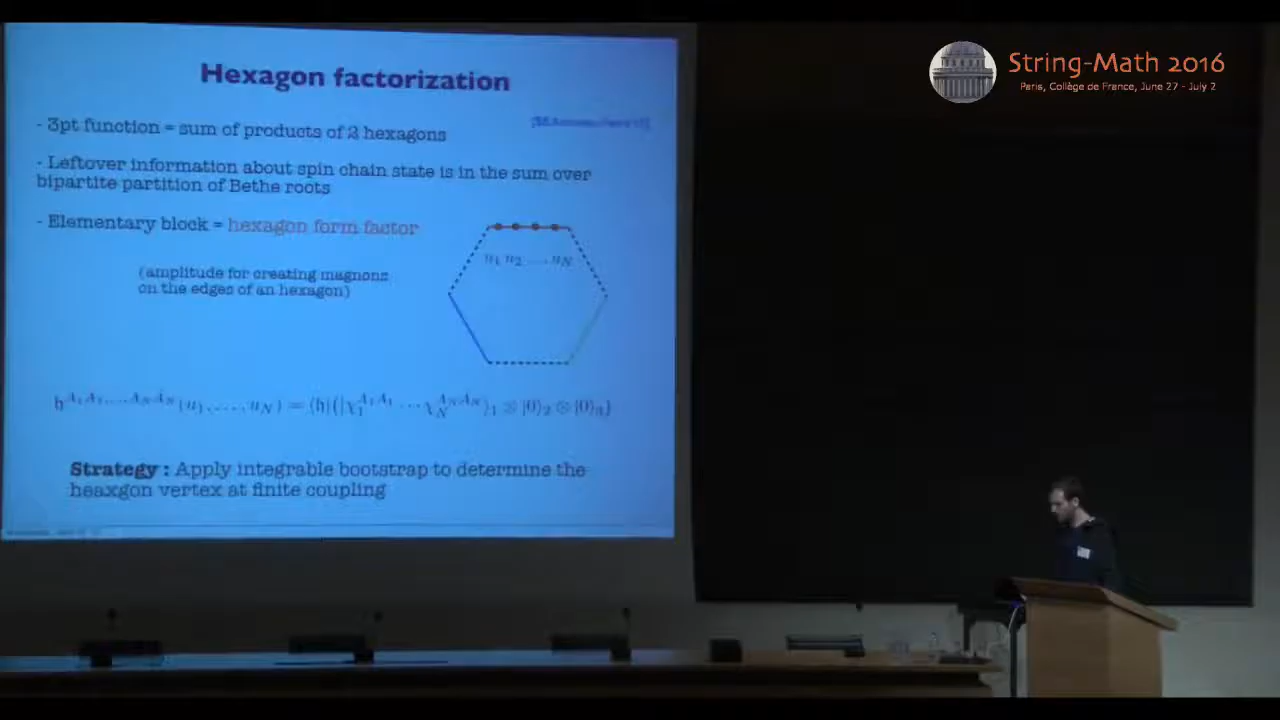 String-Math 2016
Paris, Collège de France, June 27 - July 2
Hexagon factorization
- 3pt function = sum of products of 2 hexagons
- Leftover information about spin chain state is in the sum over
bipartite partition of Bethe roots
- Elementary block = hexagon form factor
(amplitude for creating magnons
on the edges of an hexagon)
u₁ u₂ .... u_N
Strategy : Apply integrable bootstrap to determine the
heaxgon vertex at finite coupling